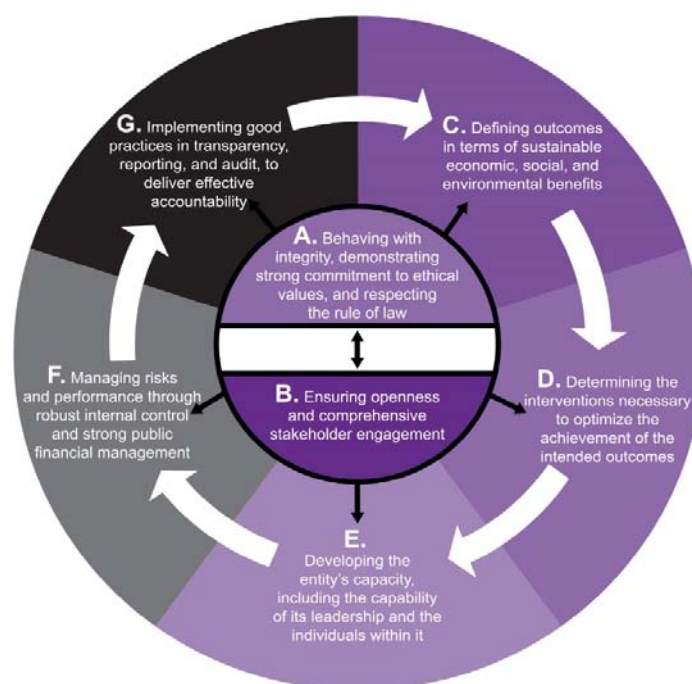 G. Implementing good
practices in transparency,
reporting, and audit, to
deliver effective
accountability
C. Defining outcomes
in terms of sustainable
economic, social, and
environmental benefits
A. Behaving with
integrity, demonstrating
strong commitment to ethical
values, and respecting
the rule of law
B. Ensuring openness
and comprehensive
stakeholder engagement
F. Managing risks
and performance through
robust internal control
and strong public
financial management
D. Determining the
interventions necessary
to optimize the
achievement of the
intended outcomes
E.
Developing the
entity's capacity,
including the capability
of its leadership and the
individuals within it